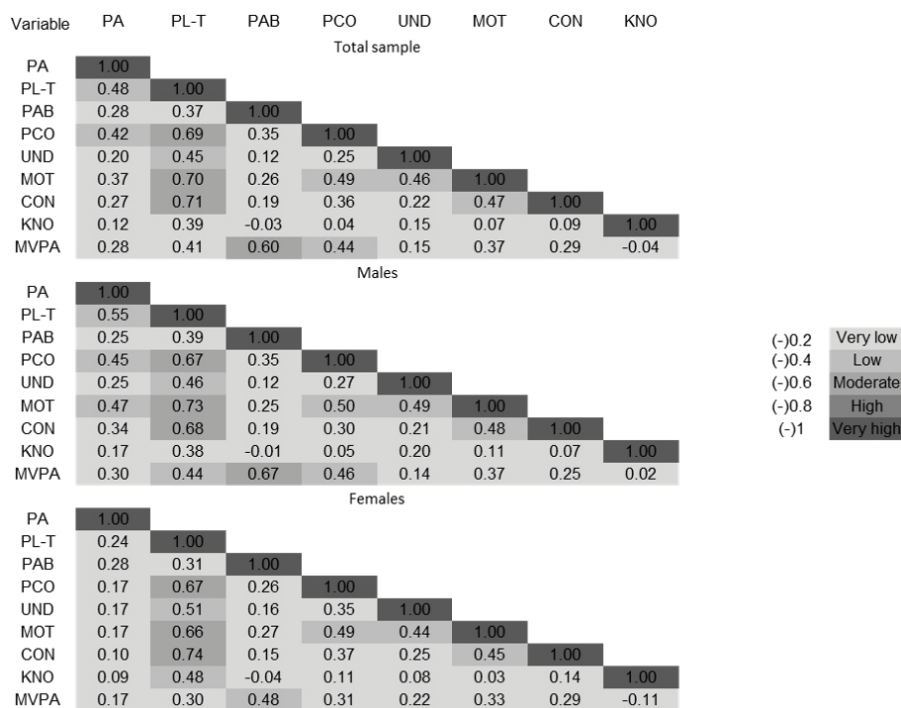 Variable PA PL-T PAB PCO UND MOT CON KNO
Total sample
PA 1.00
PL-T 0.48 1.00
PAB 0.28 0.37 1.00
PCO 0.42 0.69 0.35 1.00
UND 0.20 0.45 0.12 0.25 1.00
MOT 0.37 0.70 0.26 0.49 0.46 1.00
CON 0.27 0.71 0.19 0.36 0.22 0.47 1.00
KNO 0.12 0.39 -0.03 0.04 0.15 0.07 0.09 1.00
MVPA 0.28 0.41 0.60 0.44 0.15 0.37 0.29 -0.04
Males
PA 1.00
PL-T 0.55 1.00
PAB 0.25 0.39 1.00
PCO 0.45 0.67 0.35 1.00
UND 0.25 0.46 0.12 0.27 1.00
MOT 0.47 0.73 0.25 0.50 0.49 1.00
CON 0.34 0.68 0.19 0.30 0.21 0.48 1.00
KNO 0.17 0.38 -0.01 0.05 0.20 0.11 0.07 1.00
MVPA 0.30 0.44 0.67 0.46 0.14 0.37 0.25 0.02
Females
PA 1.00
PL-T 0.24 1.00
PAB 0.28 0.31 1.00
PCO 0.17 0.67 0.26 1.00
UND 0.17 0.51 0.16 0.35 1.00
MOT 0.17 0.66 0.27 0.49 0.44 1.00
CON 0.10 0.74 0.15 0.37 0.25 0.45 1.00
KNO 0.09 0.48 -0.04 0.11 0.08 0.03 0.14 1.00
MVPA 0.17 0.30 0.48 0.31 0.22 0.33 0.29 -0.11
(-)0.2 Very low
(-)0.4 Low
(-)0.6 Moderate
(-)0.8 High
(-)1 Very high